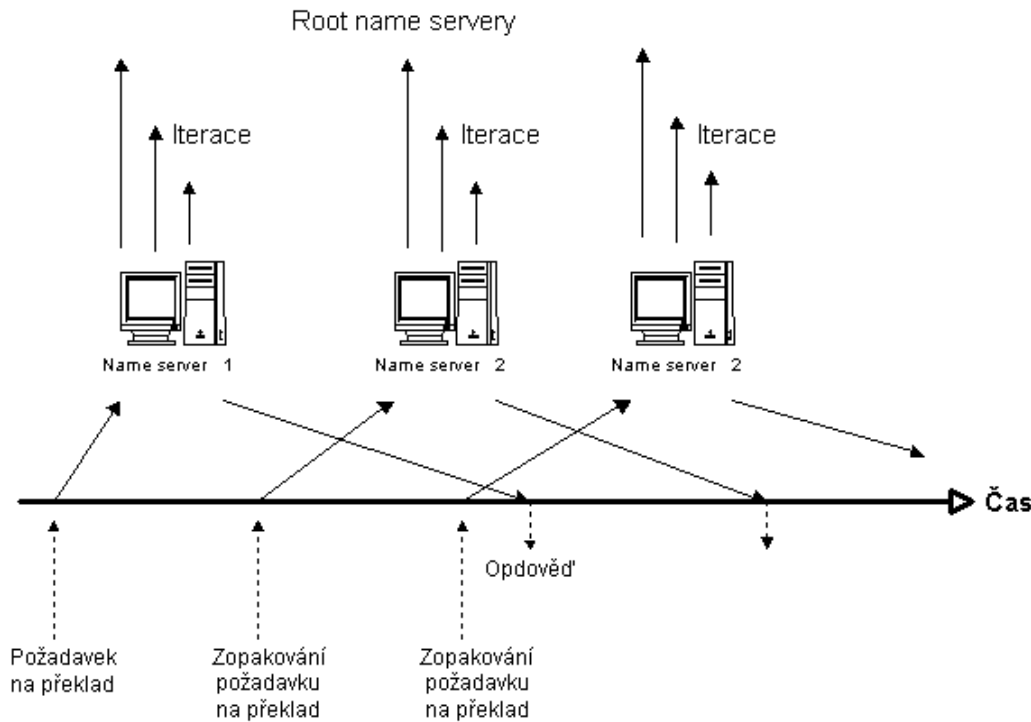 Root name servery
Iterace
Iterace
Iterace
Name server 1
Name server 2
Name server 2
Čas
Opdověď
Požadavek
na překlad
Zopakování
požadavku
na překlad
Zopakování
požadavku
na překlad